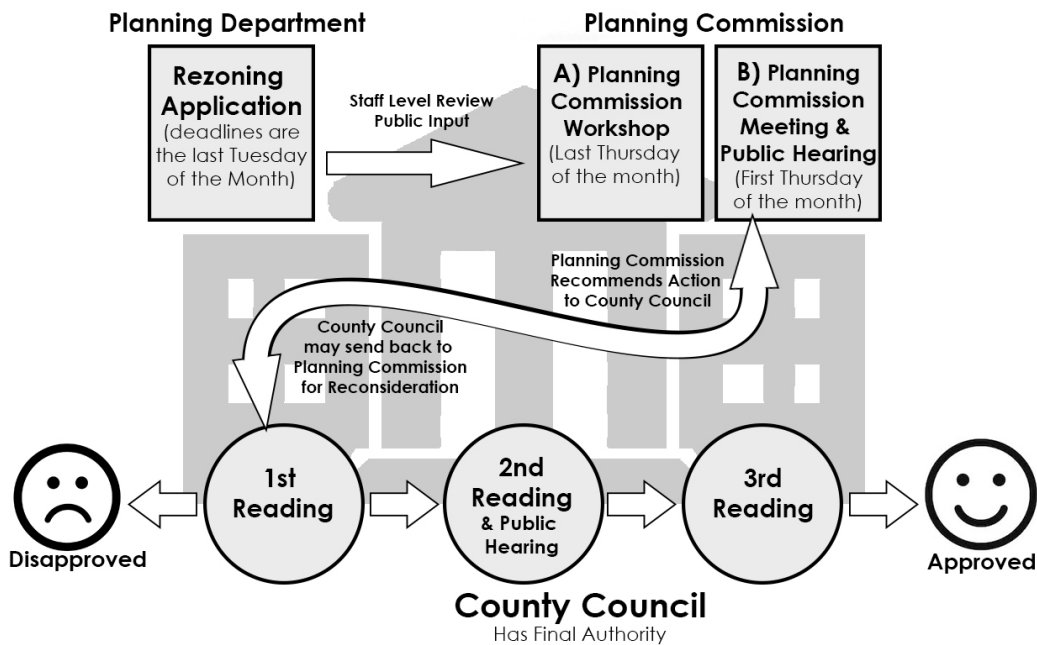 Planning Department
Rezoning
Application
(deadlines are
the last Tuesday
of the Month)
Staff Level Review
Public Input
Planning Commission
A) Planning
Commission
Workshop
(Last Thursday
of the month)
B) Planning
Commission
Meeting &
Public Hearing
(First Thursday
of the month)
Planning Commission
Recommends Action
to County Council
County Council
may send back to
Planning Commission
for Reconsideration
Disapproved
1st
Reading
2nd
Reading
& Public
Hearing
3rd
Reading
Approved
County Council
Has Final Authority